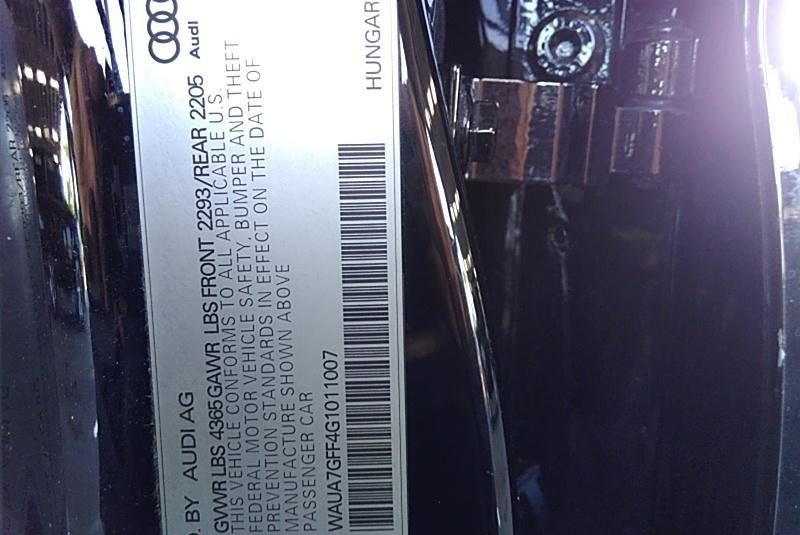 Audi
D. BY AUDI AG
GVWR LBS 4365 GAWR LBS FRONT 2293/REAR 2205
THIS VEHICLE CONFORMS TO ALL APPLICABLE U.S.
FEDERAL MOTOR VEHICLE SAFETY, BUMPER AND THEFT
PREVENTION STANDARDS IN EFFECT ON THE DATE OF
MANUFACTURE SHOWN ABOVE
PASSENGER CAR
WAUA7GFF4G1011007
HUNGAR